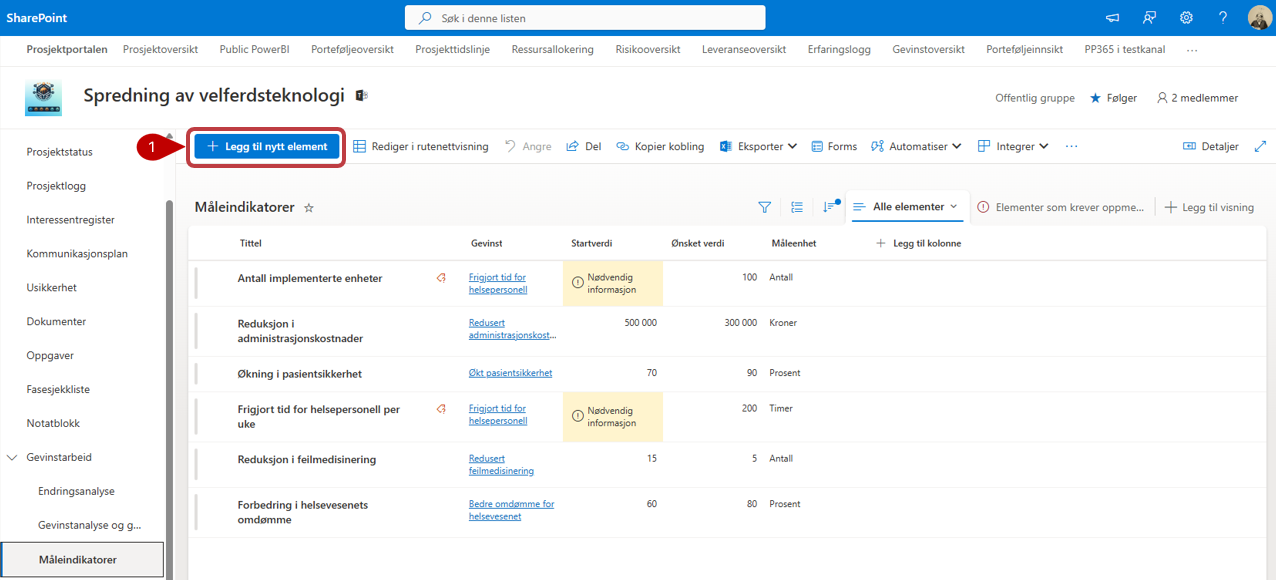 SharePoint
Søk i denne listen
?
Prosjektportalen Prosjektoversikt Public PowerBI Porteføljeoversikt Prosjekttidslinje Ressursallokering Risikooversikt Leveranseoversikt Erfaringslogg Gevinstoversikt Porteføljeinnsikt PP365 i testkanal ...
Spredning av velferdsteknologi
Offentlig gruppe Følger 2 medlemmer
1
+ Legg til nytt element Rediger i rutenettvisning Angre Del Kopier kobling Eksporter Forms Automatiser Integrer ... Detaljer
Prosjektstatus
Prosjektlogg
Interessentregister
Kommunikasjonsplan
Usikkerhet
Dokumenter
Oppgaver
Fasesjekkliste
Notatblokk
Gevinstarbeid
Endringsanalyse
Gevinstanalyse og g...
Måleindikatorer
Måleindikatorer
Alle elementer Elementer som krever oppme... + Legg til visning
Tittel Gevinst Startverdi Ønsket verdi Måleenhet + Legg til kolonne
Antall implementerte enheter Frigjort tid for Nødvendig 100 Antall
helsepersonell informasjon
Reduksjon i Redusert 500 000 300 000 Kroner
administrasjonskostnader administrasjonskost...
Økning i pasientsikkerhet Økt pasientsikkerhet 70 90 Prosent
Frigjort tid for helsepersonell per Frigjort tid for Nødvendig 200 Timer
uke helsepersonell informasjon
Reduksjon i feilmedisinering Redusert 15 5 Antall
feilmedisinering
Forbedring i helsevesenets Bedre omdømme for 60 80 Prosent
omdømme helsevesenet